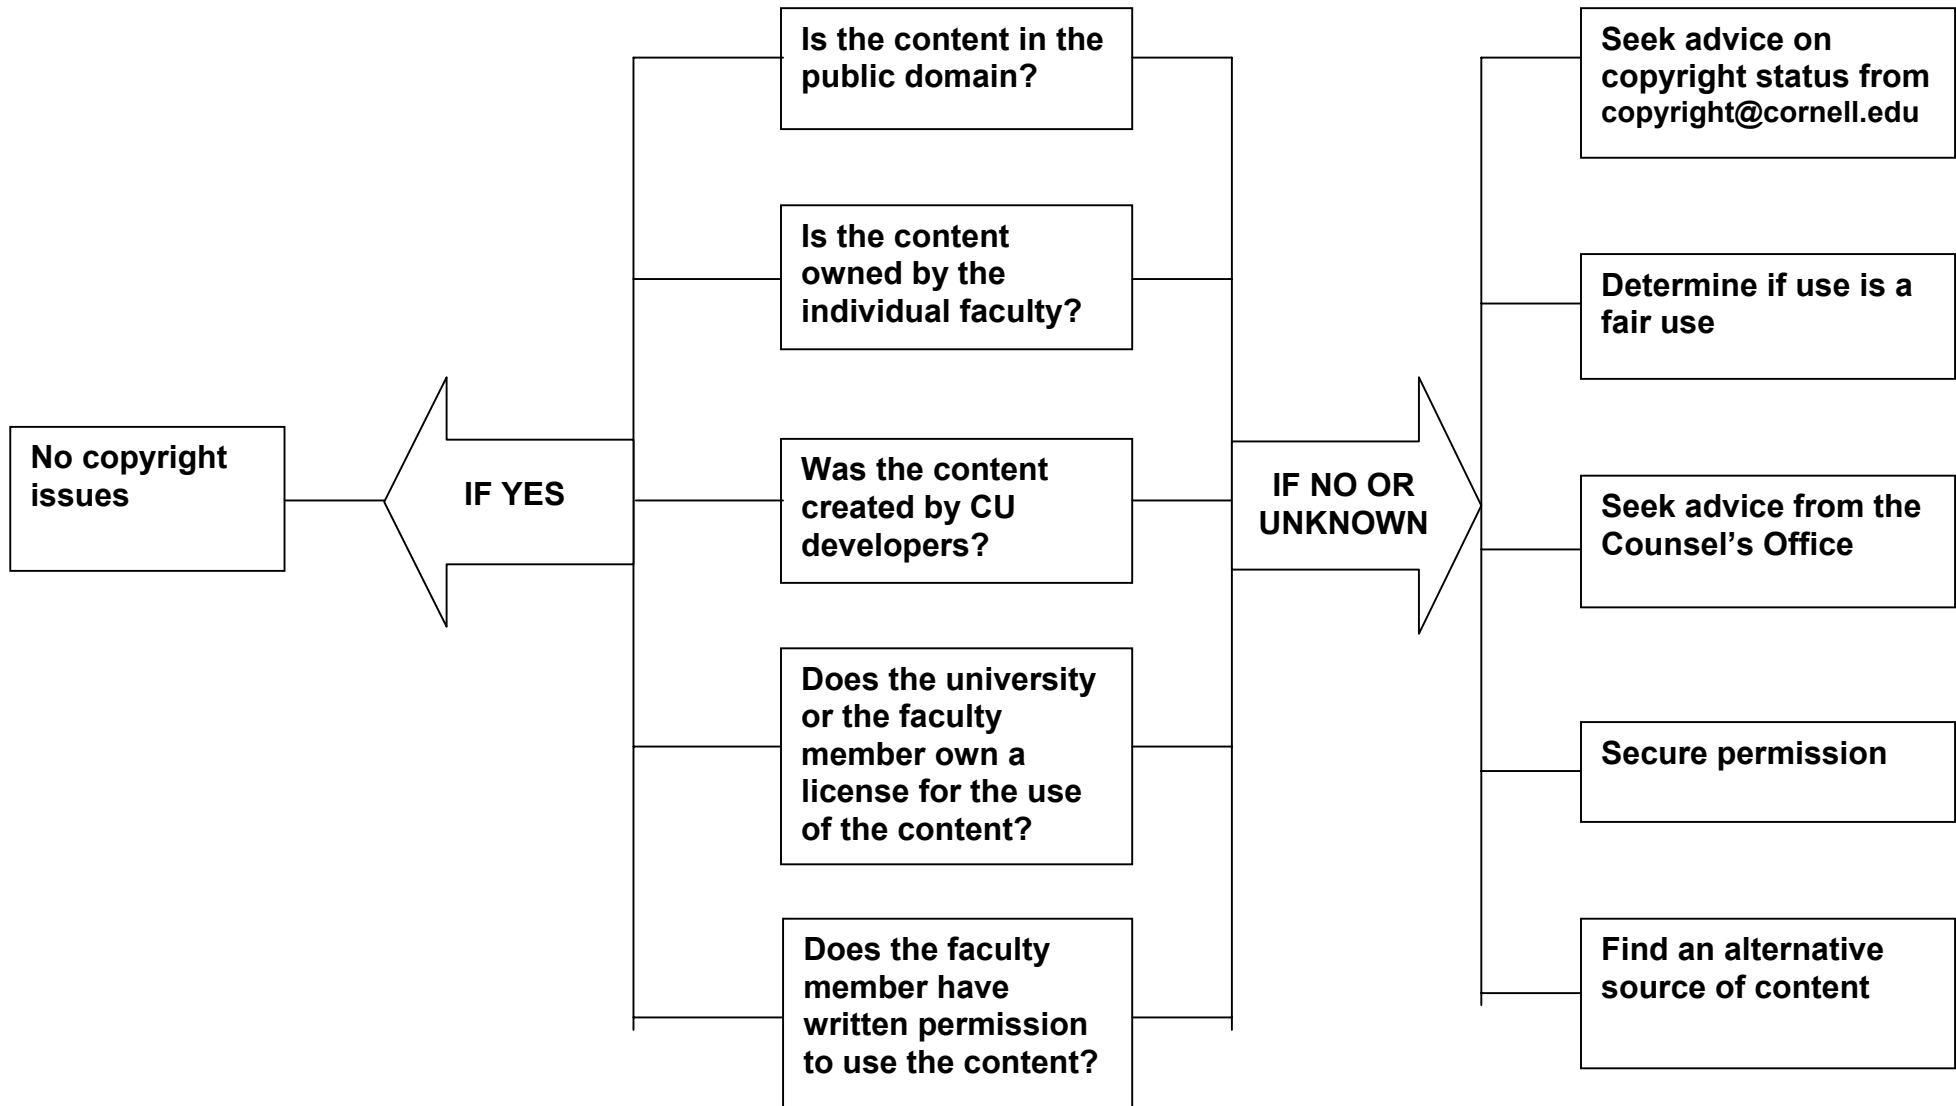 No copyright
issues
IF YES
Is the content in the
public domain?
Is the content
owned by the
individual faculty?
Was the content
created by CU
developers?
Does the university
or the faculty
member own a
license for the use
of the content?
Does the faculty
member have
written permission
to use the content?
IF NO OR
UNKNOWN
Seek advice on
copyright status from
copyright@cornell.edu
Determine if use is a
fair use
Seek advice from the
Counsel’s Office
Secure permission
Find an alternative
source of content